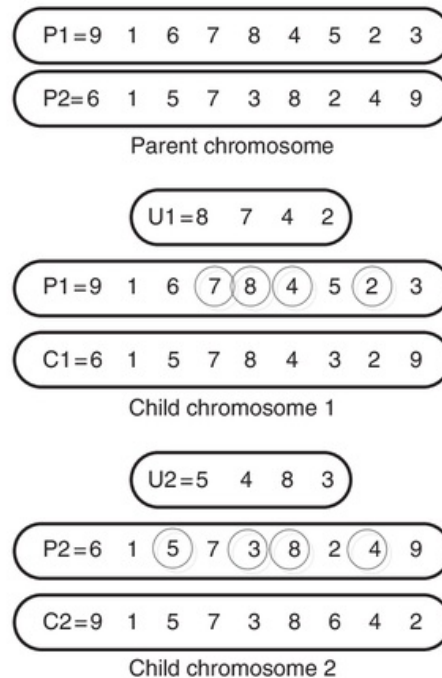 P1=9 1 6 7 8 4 5 2 3
P2=6 1 5 7 3 8 2 4 9
Parent chromosome
U1=8 7 4 2
P1=9 1 6 7 8 4 5 2 3
C1=6 1 5 7 8 4 3 2 9
Child chromosome 1
U2=5 4 8 3
P2=6 1 5 7 3 8 2 4 9
C2=9 1 5 7 3 8 6 4 2
Child chromosome 2